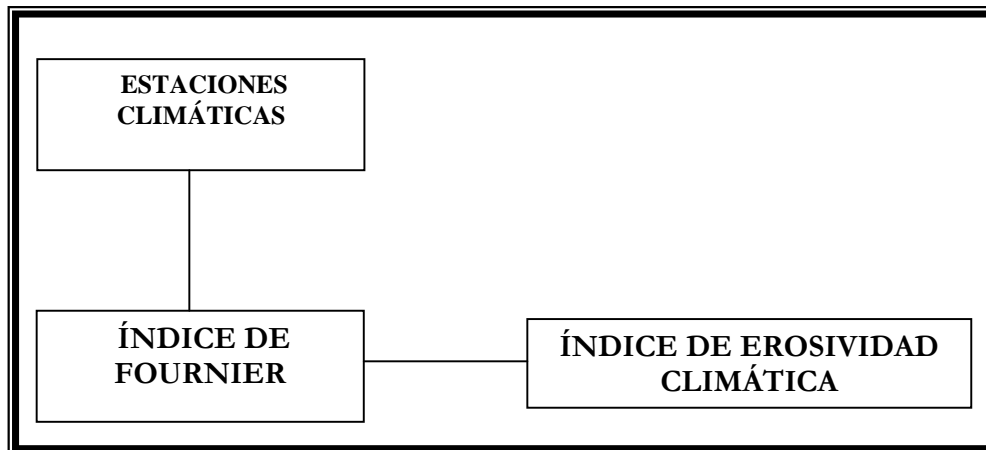 ESTACIONES
CLIMÁTICAS
ÍNDICE DE
FOURNIER
ÍNDICE DE EROSIVIDAD
CLIMÁTICA